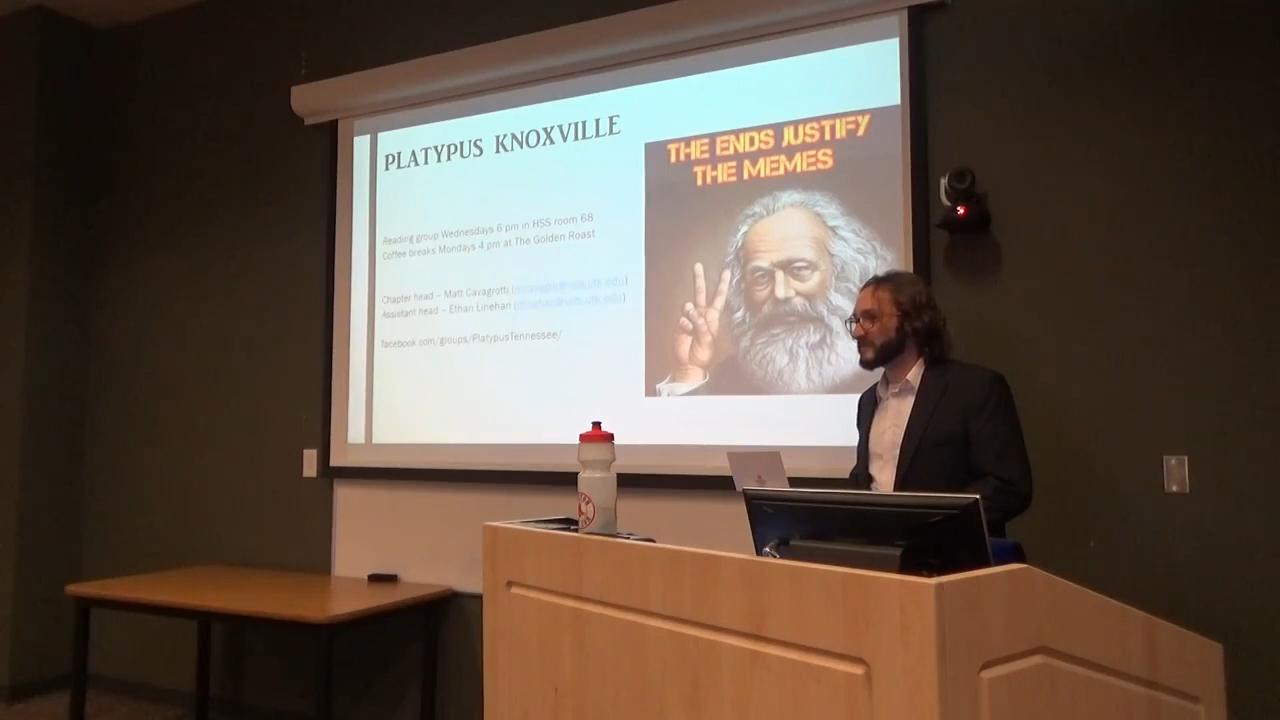 PLATYPUS KNOXVILLE
THE ENDS JUSTIFY
THE MEMES
Reading group Wednesdays 6 pm in HSS room 68
Coffee breaks Mondays 4 pm at The Golden Roast
Chapter head – Matt Cavagrotti
Assistant head – Ethan Linehan
facebook.com/groups/PlatypusTennessee/